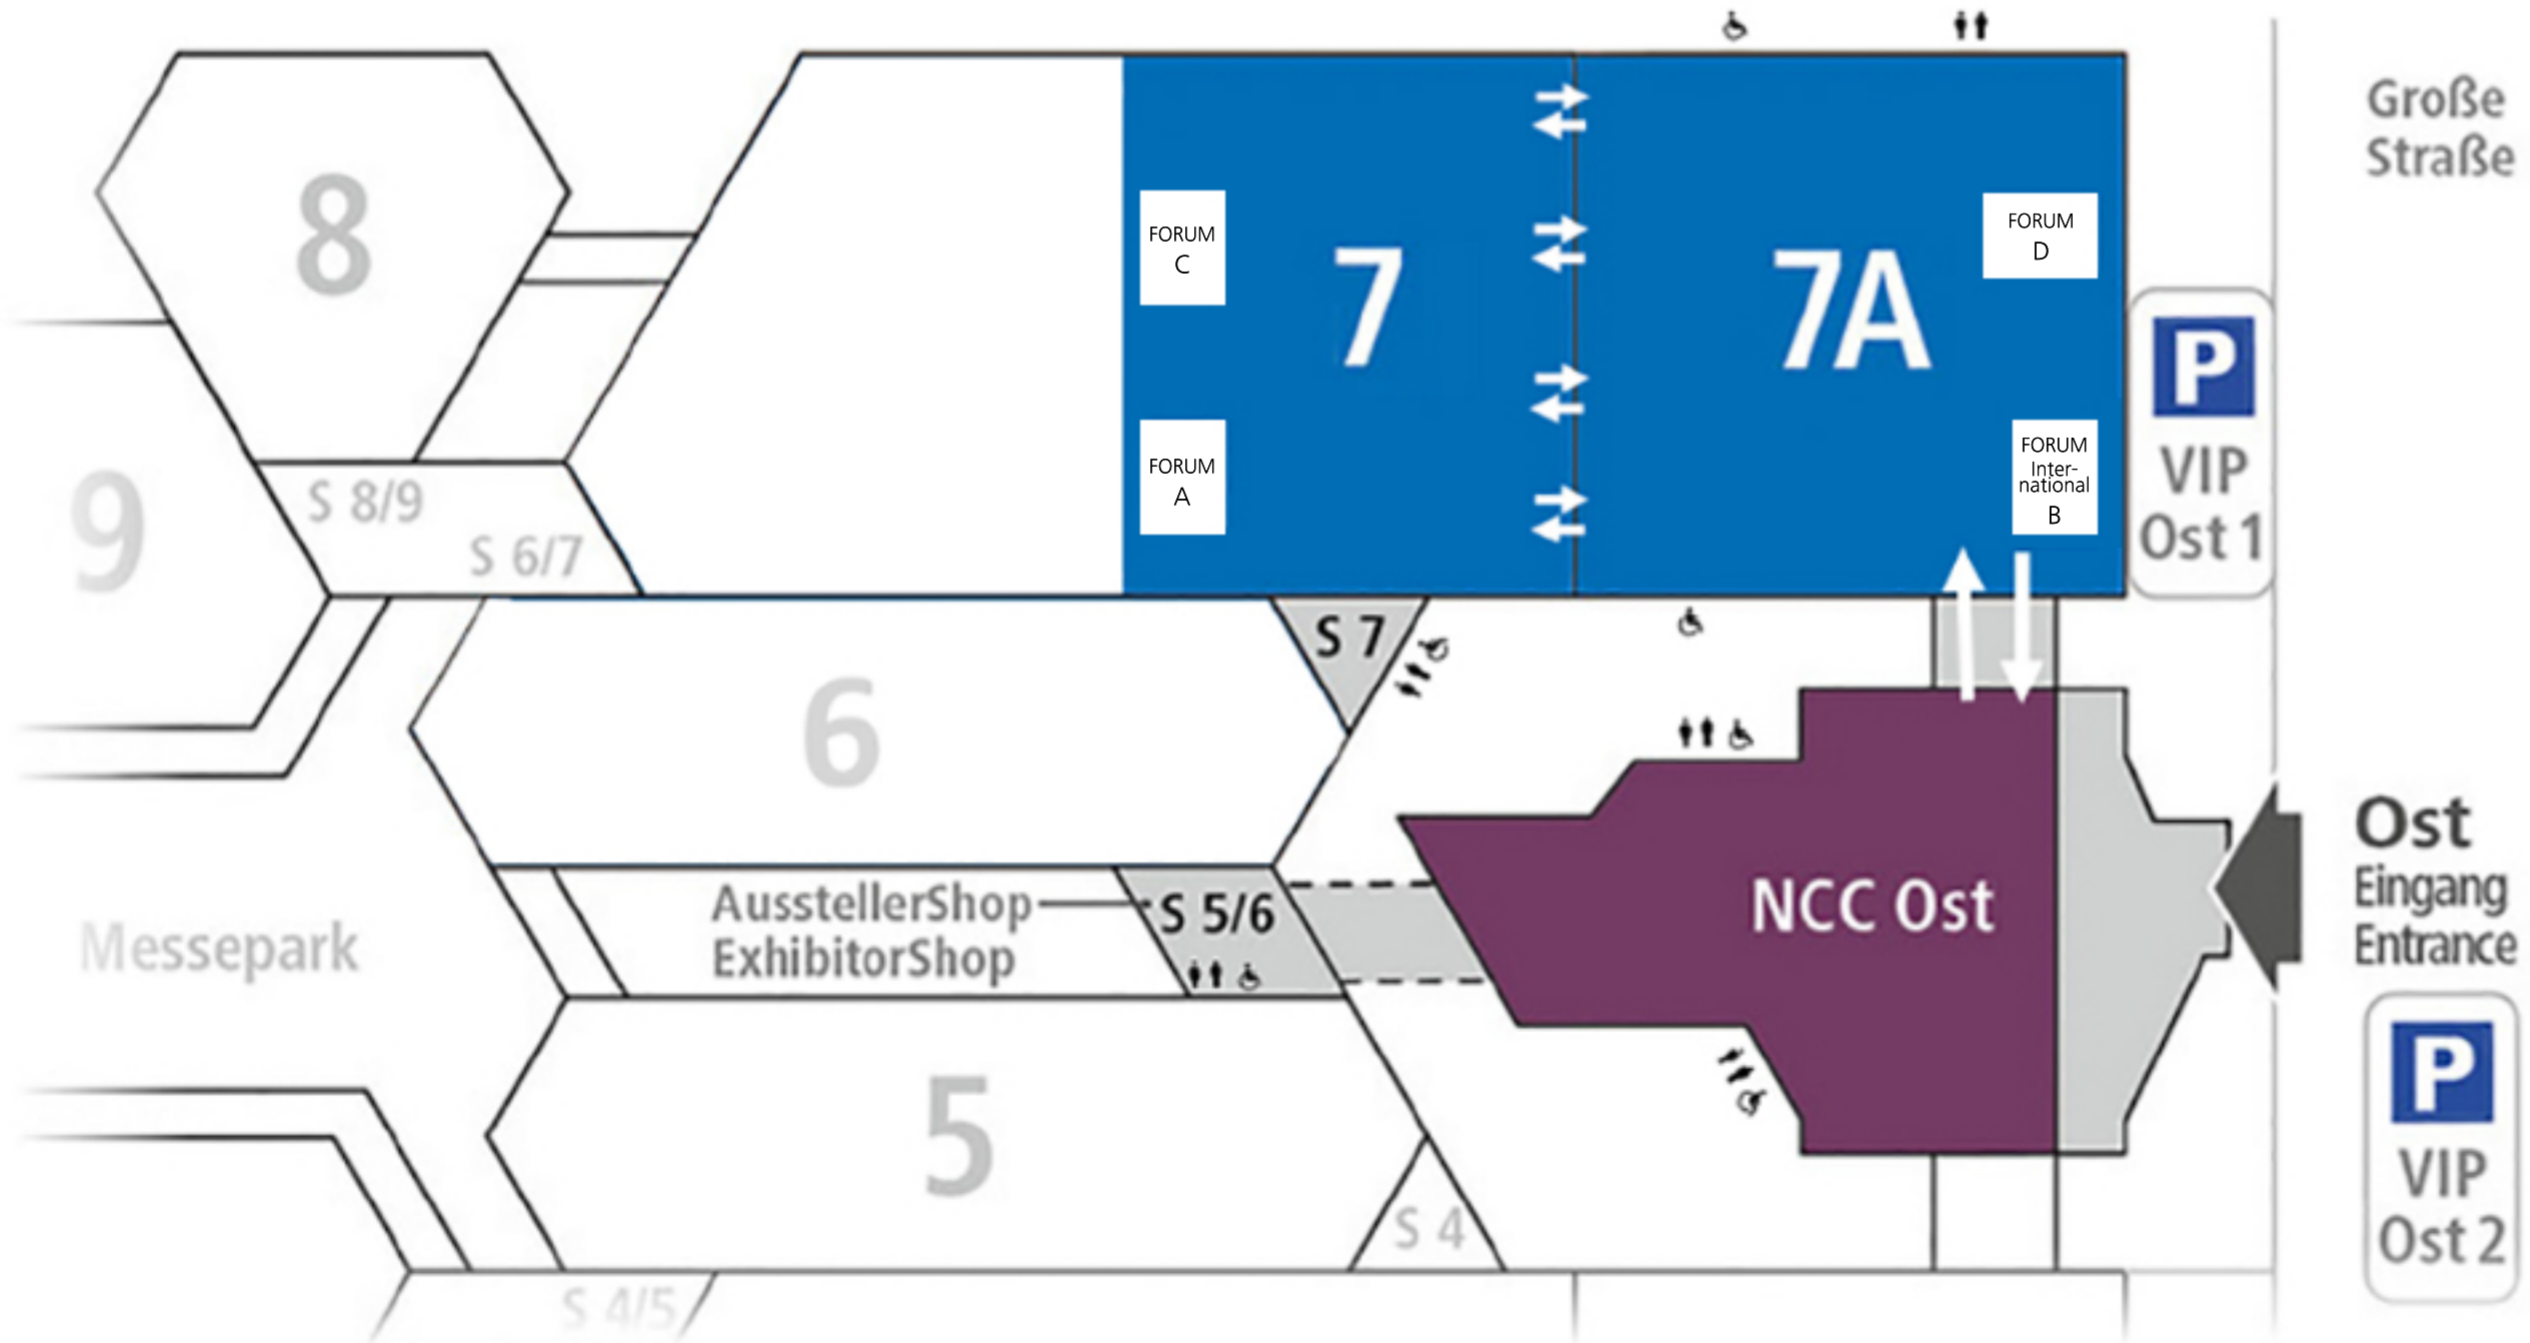 Große
Straße
8
FORUM
C
7
7A
FORUM
D
P
VIP
Ost 1
FORUM
A
FORUM
Inter-
national
B
9
S 8/9
S 6/7
S 7
6
Ost
Eingang
Entrance
AusstellerShop
ExhibitorShop
S 5/6
NCC Ost
Messepark
P
VIP
Ost 2
5
S 4
S 4/5